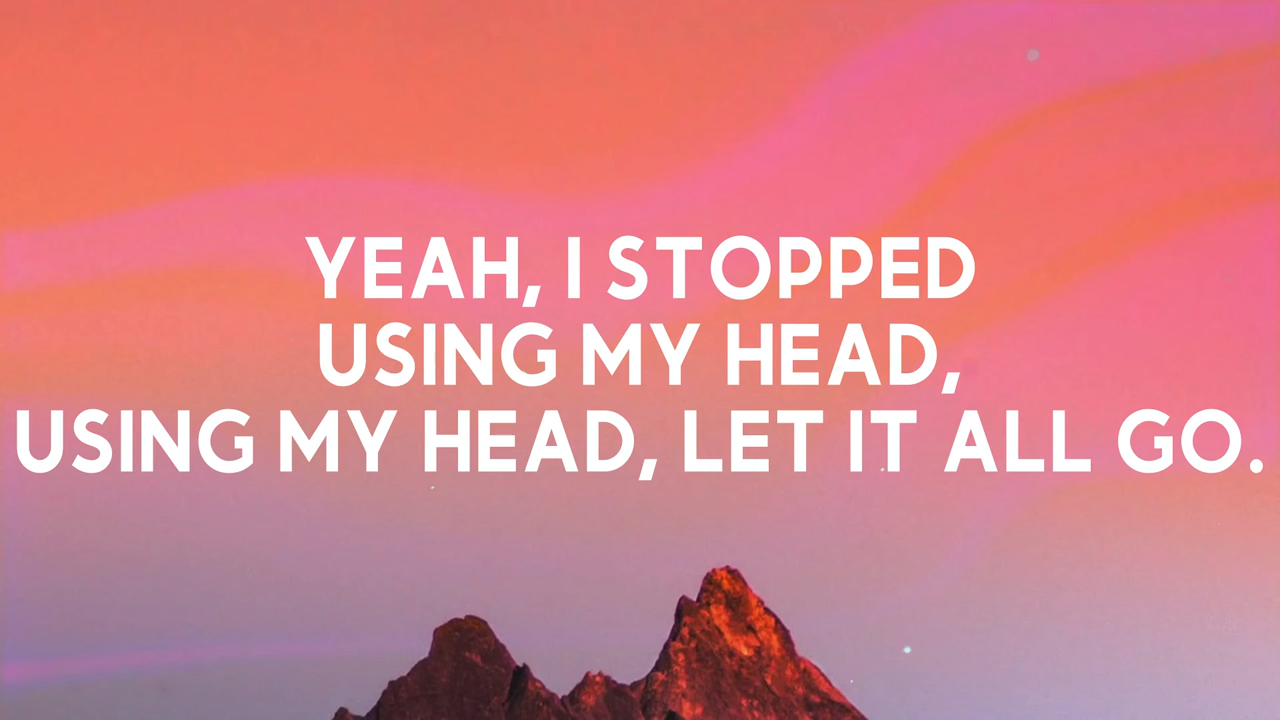 YEAH, I STOPPED
USING MY HEAD,
USING MY HEAD, LET IT ALL GO.